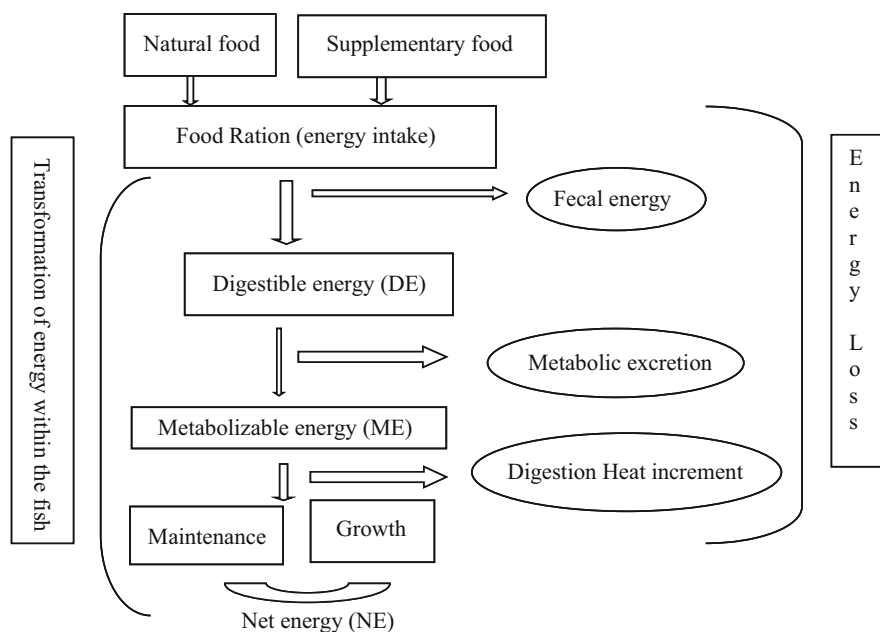 Natural food
Supplementary food
Food Ration (energy intake)
Transformation of energy within the fish
Energy Loss
Fecal energy
Digestible energy (DE)
Metabolic excretion
Metabolizable energy (ME)
Digestion Heat increment
Maintenance
Growth
Net energy (NE)